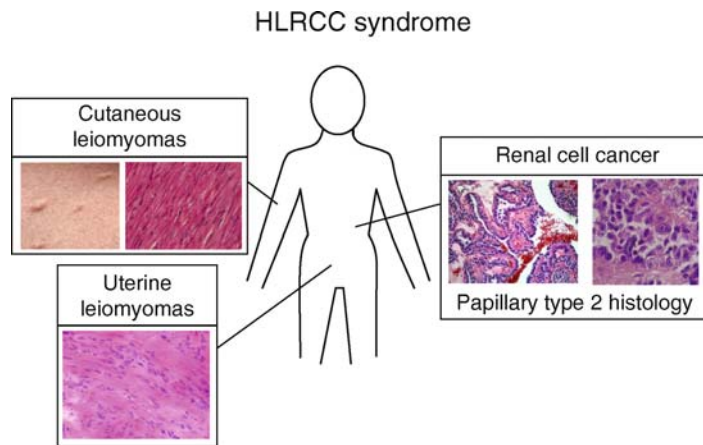 HLRCC syndrome
Cutaneous
leiomyomas
Renal cell cancer
Papillary type 2 histology
Uterine
leiomyomas